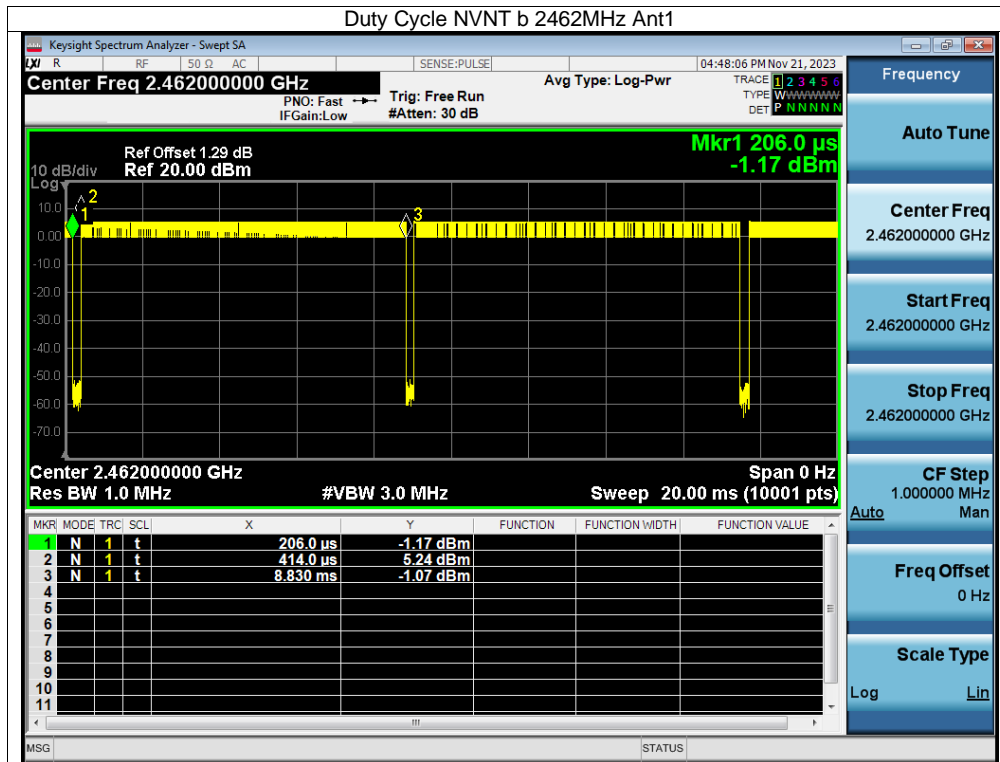 Duty Cycle NVNT b 2462MHz Ant1
Keysight Spectrum Analyzer - Swept SA
LXI R RF 50 Ω AC SENSE:PULSE 04:48:06 PM Nov 21, 2023
Center Freq 2.462000000 GHz
PNO: Fast
IFGain:Low
Trig: Free Run
#Atten: 30 dB
Avg Type: Log-Pwr
TRACE 1 2 3 4 5 6
TYPE WWWWWW
DET P N N N N N
Mkr1 206.0 µs
-1.17 dBm
Ref Offset 1.29 dB
10 dB/div Ref 20.00 dBm
Log
10.0
0.00
-10.0
-20.0
-30.0
-40.0
-50.0
-60.0
-70.0
1
2
3
Center 2.462000000 GHz Span 0 Hz
Res BW 1.0 MHz #VBW 3.0 MHz Sweep 20.00 ms (10001 pts)
MKR MODE TRC SCL X Y FUNCTION FUNCTION WIDTH FUNCTION VALUE
1 N 1 t 206.0 µs -1.17 dBm
2 N 1 t 414.0 µs 5.24 dBm
3 N 1 t 8.830 ms -1.07 dBm
4
5
6
7
8
9
10
11
MSG STATUS
Frequency
Auto Tune
Center Freq
2.462000000 GHz
Start Freq
2.462000000 GHz
Stop Freq
2.462000000 GHz
CF Step
1.000000 MHz
Auto Man
Freq Offset
0 Hz
Scale Type
Log Lin